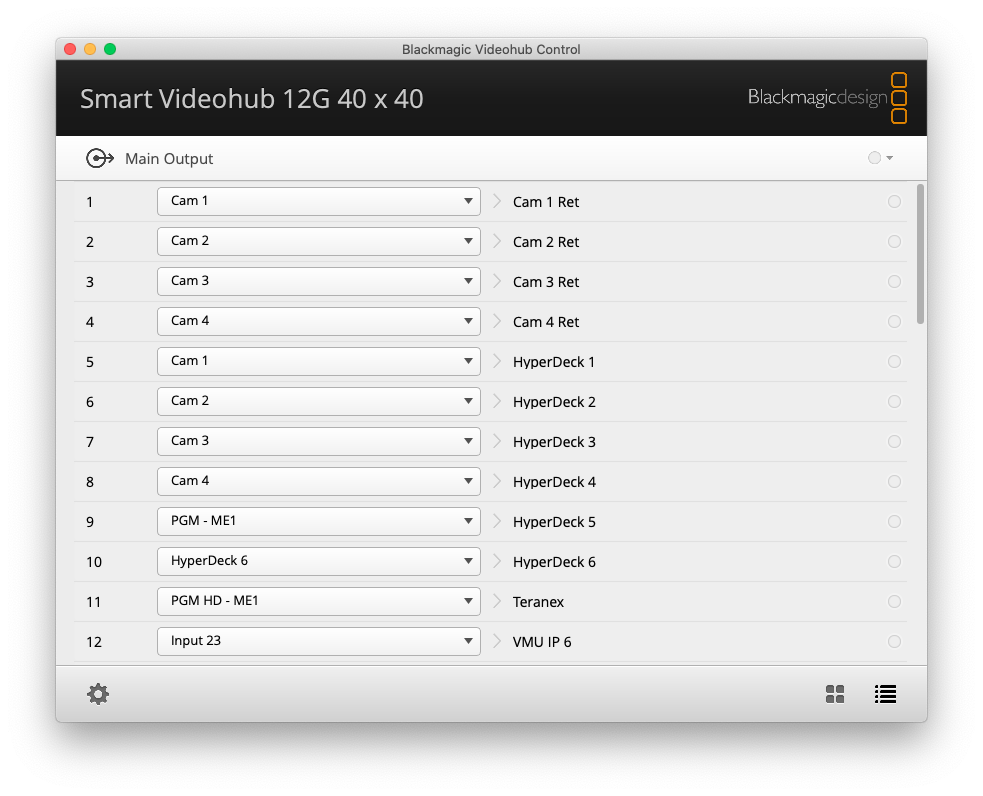 Blackmagic Videohub Control
Smart Videohub 12G 40 x 40
Blackmagicdesign
Main Output
1 Cam 1 Cam 1 Ret
2 Cam 2 Cam 2 Ret
3 Cam 3 Cam 3 Ret
4 Cam 4 Cam 4 Ret
5 Cam 1 HyperDeck 1
6 Cam 2 HyperDeck 2
7 Cam 3 HyperDeck 3
8 Cam 4 HyperDeck 4
9 PGM - ME1 HyperDeck 5
10 HyperDeck 6 HyperDeck 6
11 PGM HD - ME1 Teranex
12 Input 23 VMU IP 6